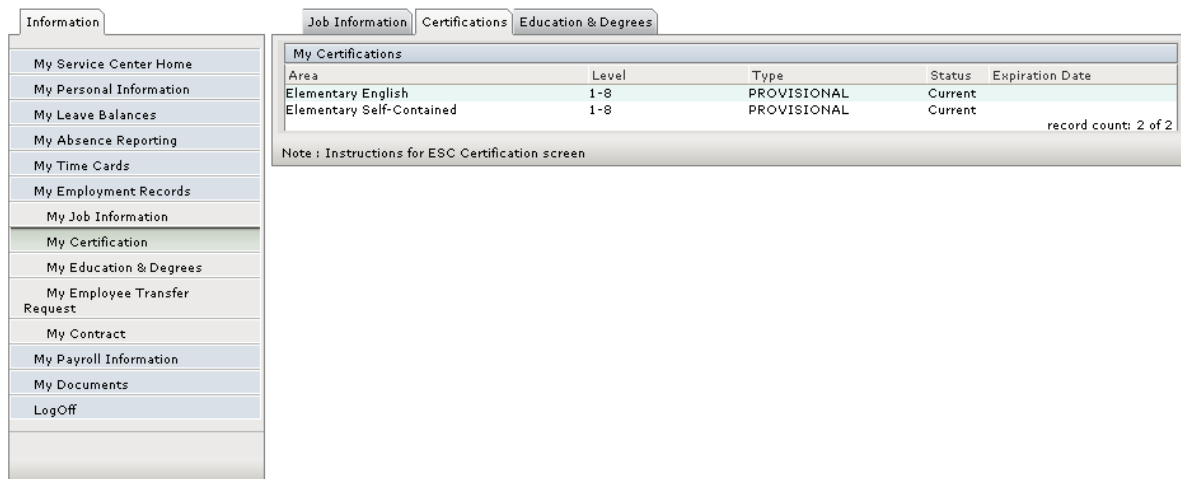 Information
My Service Center Home
My Personal Information
My Leave Balances
My Absence Reporting
My Time Cards
My Employment Records
My Job Information
My Certification
My Education & Degrees
My Employee Transfer
Request
My Contract
My Payroll Information
My Documents
LogOff
Job Information Certifications Education & Degrees
My Certifications
Area Level Type Status Expiration Date
Elementary English 1-8 PROVISIONAL Current
Elementary Self-Contained 1-8 PROVISIONAL Current
record count: 2 of 2
Note : Instructions for ESC Certification screen